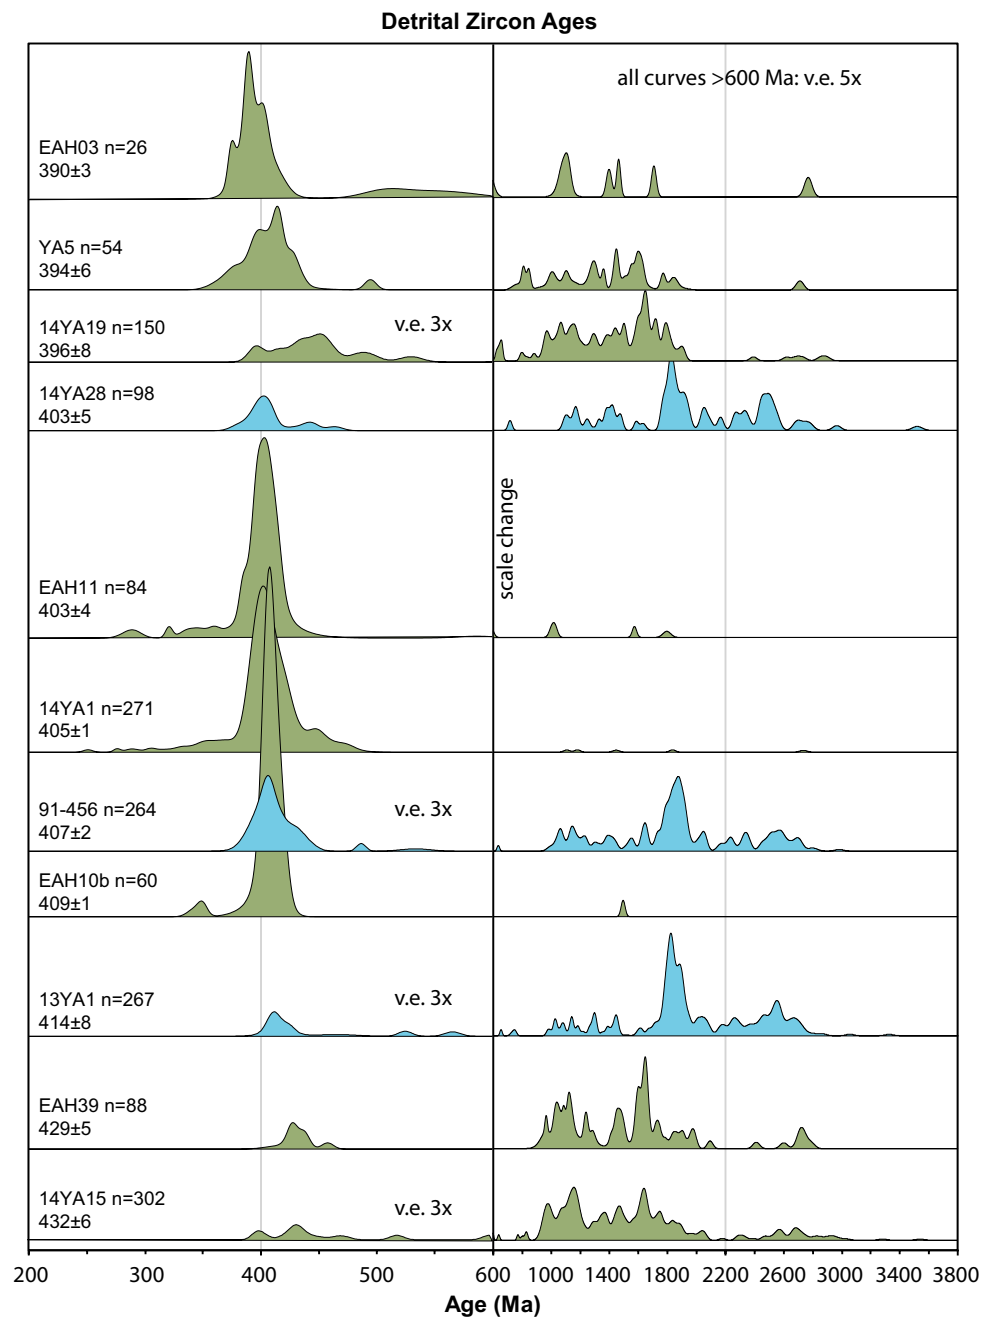 Detrital Zircon Ages
all curves >600 Ma: v.e. 5x
EAH03 n=26
390±3
YA5 n=54
394±6
14YA19 n=150
396±8
v.e. 3x
14YA28 n=98
403±5
scale change
EAH11 n=84
403±4
14YA1 n=271
405±1
91-456 n=264
407±2
v.e. 3x
EAH10b n=60
409±1
13YA1 n=267
414±8
v.e. 3x
EAH39 n=88
429±5
14YA15 n=302
432±6
v.e. 3x
200 300 400 500 600 1000 1400 1800 2200 2600 3000 3400 3800
Age (Ma)